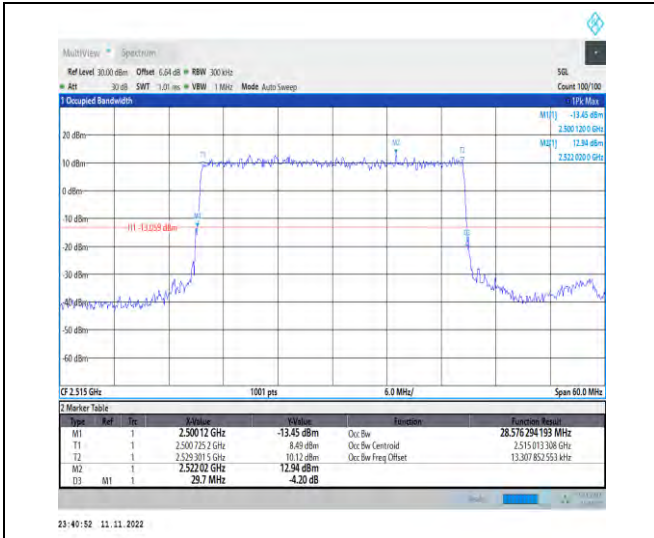 MultiView Spectrum
Ref Level 30.00 dBm Offset 6.64 dB RBW 300 kHz SGL
Att 30 dB SWT 1.01 ms VBW 1 MHz Mode Auto Sweep Count 100/100
1 Occupied Bandwidth 1Pk Max
M1[1] -13.45 dBm
2.500 120 0 GHz
M2[1] 12.94 dBm
2.522 020 0 GHz
20 dBm
M2
T1
T2
10 dBm
0 dBm
-10 dBm
M1
H1 -13.059 dBm
D3
-20 dBm
-30 dBm
-40 dBm
-50 dBm
-60 dBm
CF 2.515 GHz 1001 pts 6.0 MHz/ Span 60.0 MHz
2 Marker Table
Type Ref Trc X-Value Y-Value Function Function Result
M1 1 2.50012 GHz -13.45 dBm Occ Bw 28.576 294 193 MHz
T1 1 2.500 725 2 GHz 8.49 dBm Occ Bw Centroid 2.515 013 308 GHz
T2 1 2.529 301 5 GHz 10.12 dBm Occ Bw Freq Offset 13.307 852 553 kHz
M2 1 2.522 02 GHz 12.94 dBm
D3 M1 1 29.7 MHz -4.20 dB
23:40:52 11.11.2022